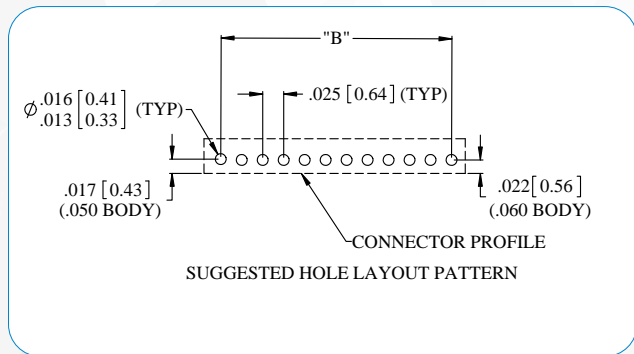 "B"
.016 [0.41]
⌀ .013 [0.33] (TYP)
.025 [0.64] (TYP)
.017 [0.43]
(.050 BODY)
.022[0.56]
(.060 BODY)
CONNECTOR PROFILE
SUGGESTED HOLE LAYOUT PATTERN